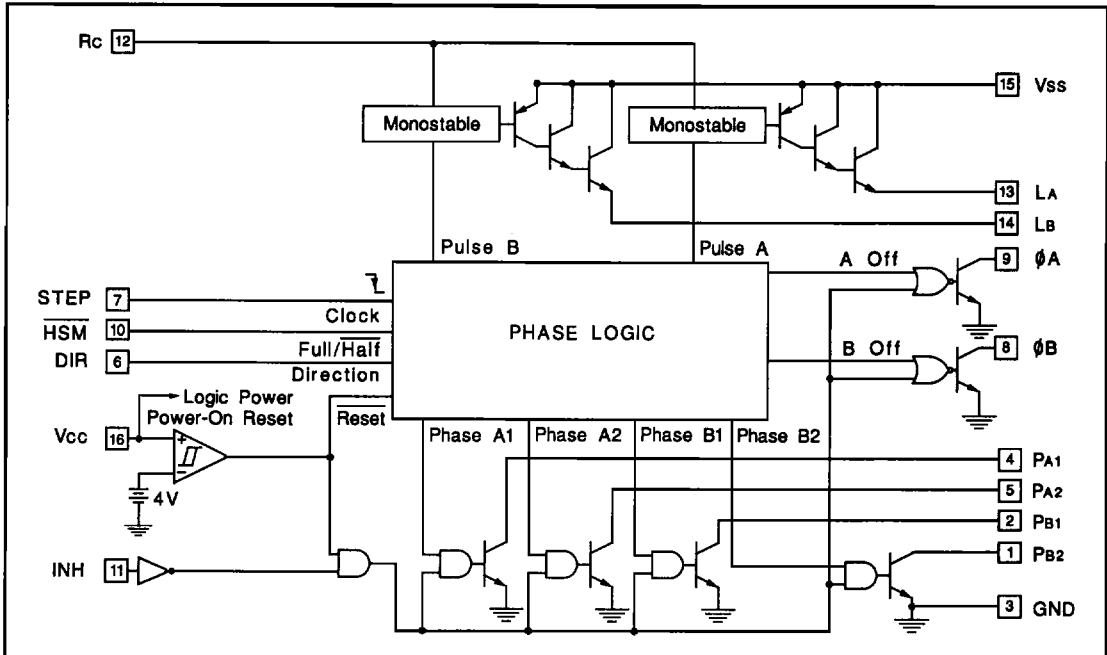 Rc 12
15 Vss
Monostable
Monostable
13 LA
14 LB
Pulse B
Pulse A
A Off
9 ØA
STEP 7
Clock
PHASE LOGIC
HSM 10
Full/Half
B Off
8 ØB
DIR 6
Direction
Logic Power
Power-On Reset
Reset
Vcc 16
+
-
4V
Phase A1
Phase A2
Phase B1
Phase B2
4 PA1
5 PA2
2 PB1
INH 11
1 PB2
3 GND